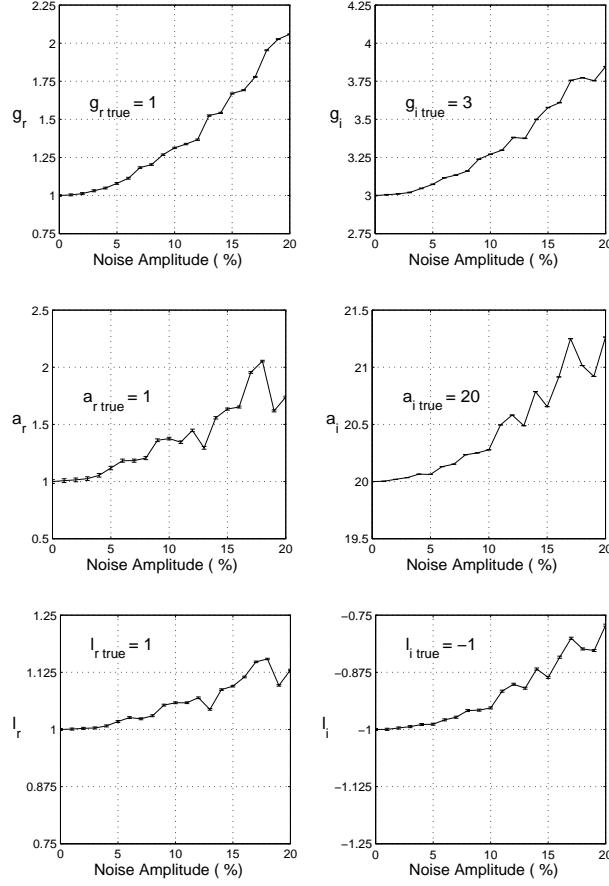 2.25
2
1.75
1.5
1.25
1
0.75
g_r
g_r true = 1
0 5 10 15 20
Noise Amplitude ( %)
4.25
4
3.75
3.5
3.25
3
2.75
g_i
g_i true = 3
0 5 10 15 20
Noise Amplitude ( %)
2.5
2
1.5
1
0.5
a_r
a_r true = 1
0 5 10 15 20
Noise Amplitude ( %)
21.5
21
20.5
20
19.5
a_i
a_i true = 20
0 5 10 15 20
Noise Amplitude ( %)
1.25
1.125
1
0.875
0.75
l_r
l_r true = 1
0 5 10 15 20
Noise Amplitude ( %)
−0.75
−0.875
−1
−1.125
−1.25
l_i
l_i true = −1
0 5 10 15 20
Noise Amplitude ( %)